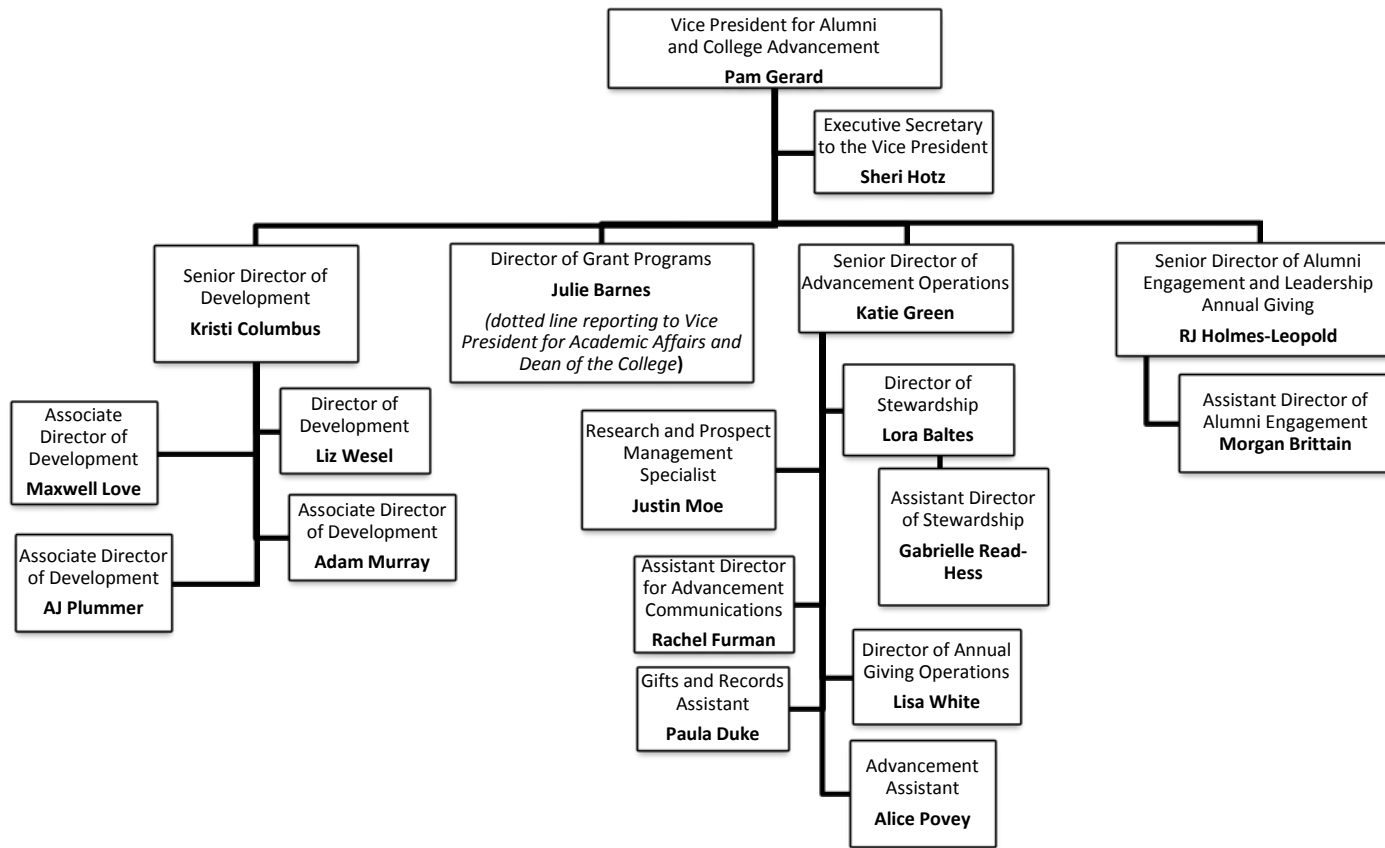 Vice President for Alumni
and College Advancement
Pam Gerard
Executive Secretary
to the Vice President
Sheri Hotz
Senior Director of
Development
Kristi Columbus
Director of Grant Programs
Julie Barnes
(dotted line reporting to Vice
President for Academic Affairs and
Dean of the College)
Senior Director of
Advancement Operations
Katie Green
Senior Director of Alumni
Engagement and Leadership
Annual Giving
RJ Holmes-Leopold
Associate
Director of
Development
Maxwell Love
Director of
Development
Liz Wesel
Associate Director
of Development
Adam Murray
Associate Director
of Development
AJ Plummer
Research and Prospect
Management
Specialist
Justin Moe
Director of
Stewardship
Lora Baltes
Assistant Director
of Stewardship
Gabrielle Read-
Hess
Assistant Director
for Advancement
Communications
Rachel Furman
Director of Annual
Giving Operations
Lisa White
Gifts and Records
Assistant
Paula Duke
Advancement
Assistant
Alice Povey
Assistant Director of
Alumni Engagement
Morgan Brittain